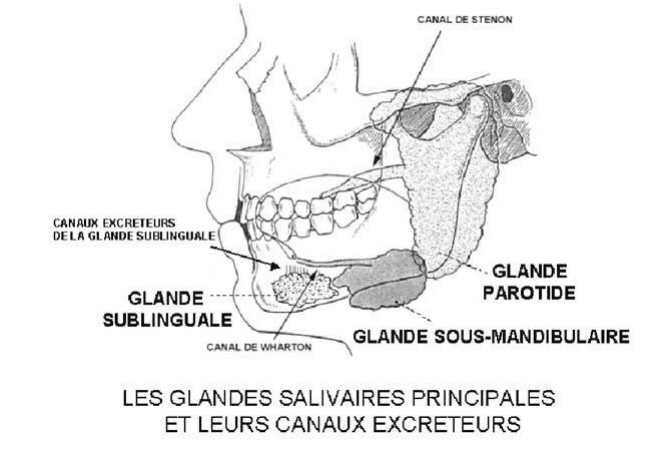 CANAL DE STENON
CANAUX EXCRETEURS
DE LA GLANDE SUBLINGUALE
GLANDE
PAROTIDE
GLANDE
SUBLINGUALE
GLANDE SOUS-MANDIBULAIRE
CANAL DE WHARTON
LES GLANDES SALIVAIRES PRINCIPALES
ET LEURS CANAUX EXCRETEURS